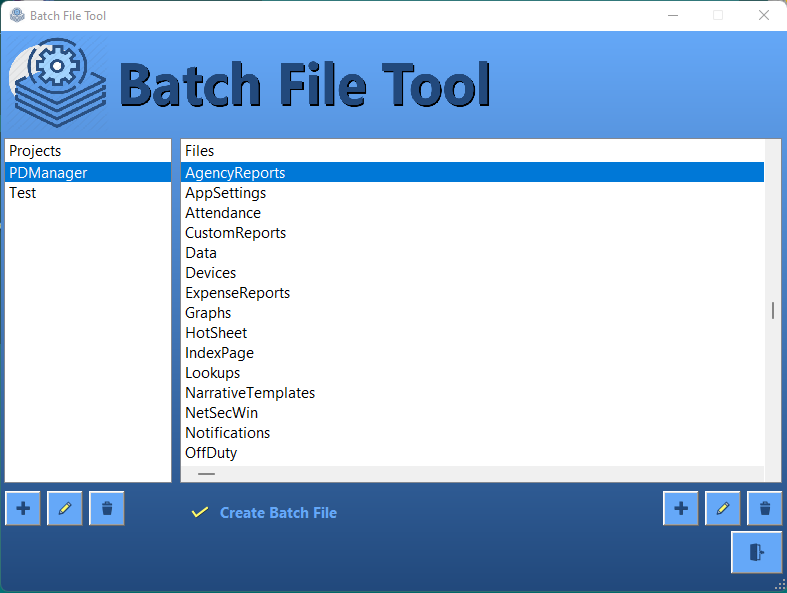 Batch File Tool
Batch File Tool
Projects
PDManager
Test
Files
AgencyReports
AppSettings
Attendance
CustomReports
Data
Devices
ExpenseReports
Graphs
HotSheet
IndexPage
Lookups
NarrativeTemplates
NetSecWin
Notifications
OffDuty
Create Batch File